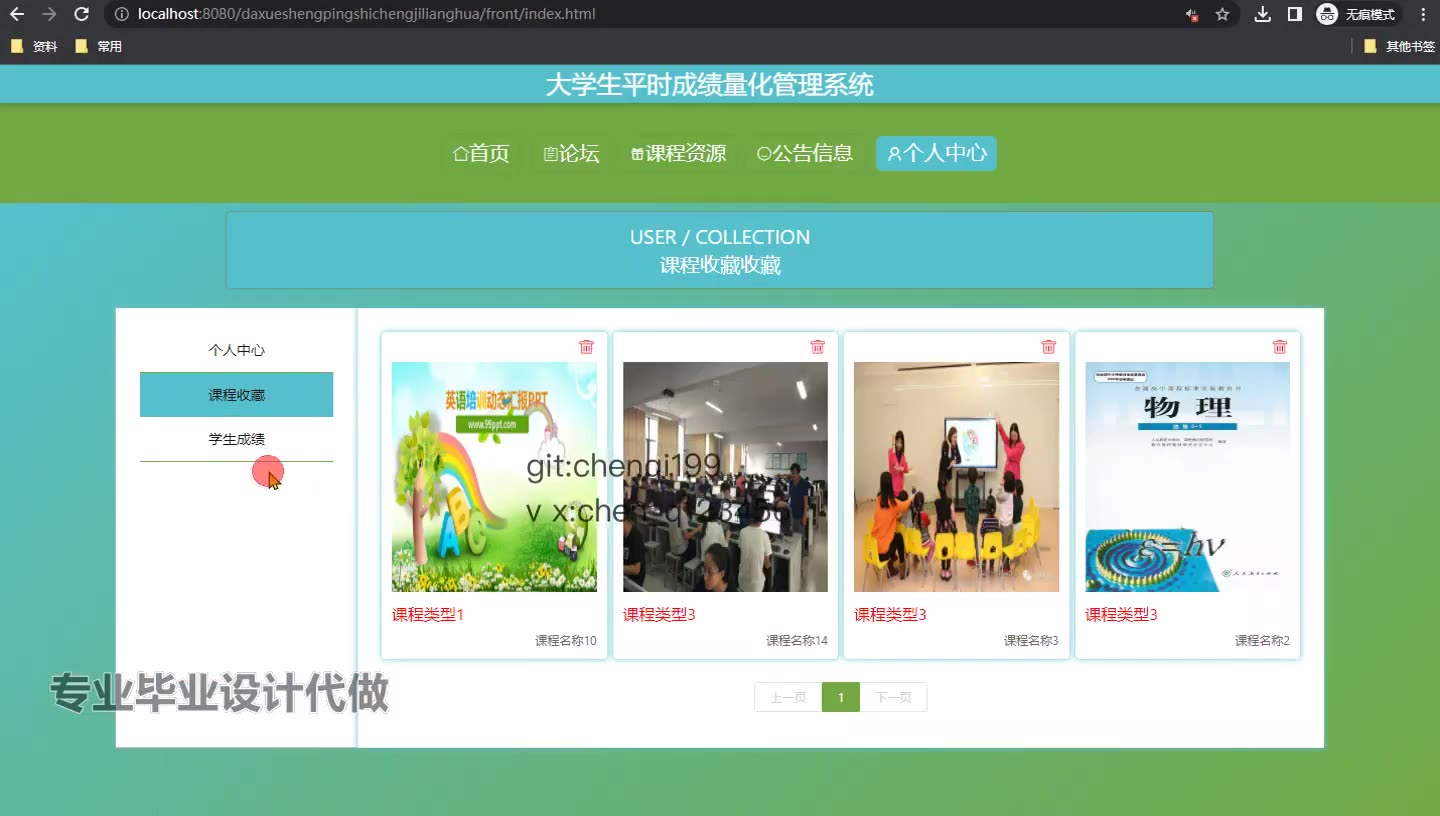 localhost:8080/daxueshengpingshichengjilianghua/front/index.html
无痕模式
资料
常用
其他书签
大学生平时成绩量化管理系统
首页
论坛
课程资源
公告信息
个人中心
USER / COLLECTION
课程收藏收藏
个人中心
课程收藏
学生成绩
英语培训动态汇报PPT
www.99ppt.com
ABC
物理
ε=hν
git:chengi199
v x:chen
课程类型1
课程名称10
课程类型3
课程名称14
课程类型3
课程名称3
课程类型3
课程名称2
专业毕业设计代做
上一页
1
下一页